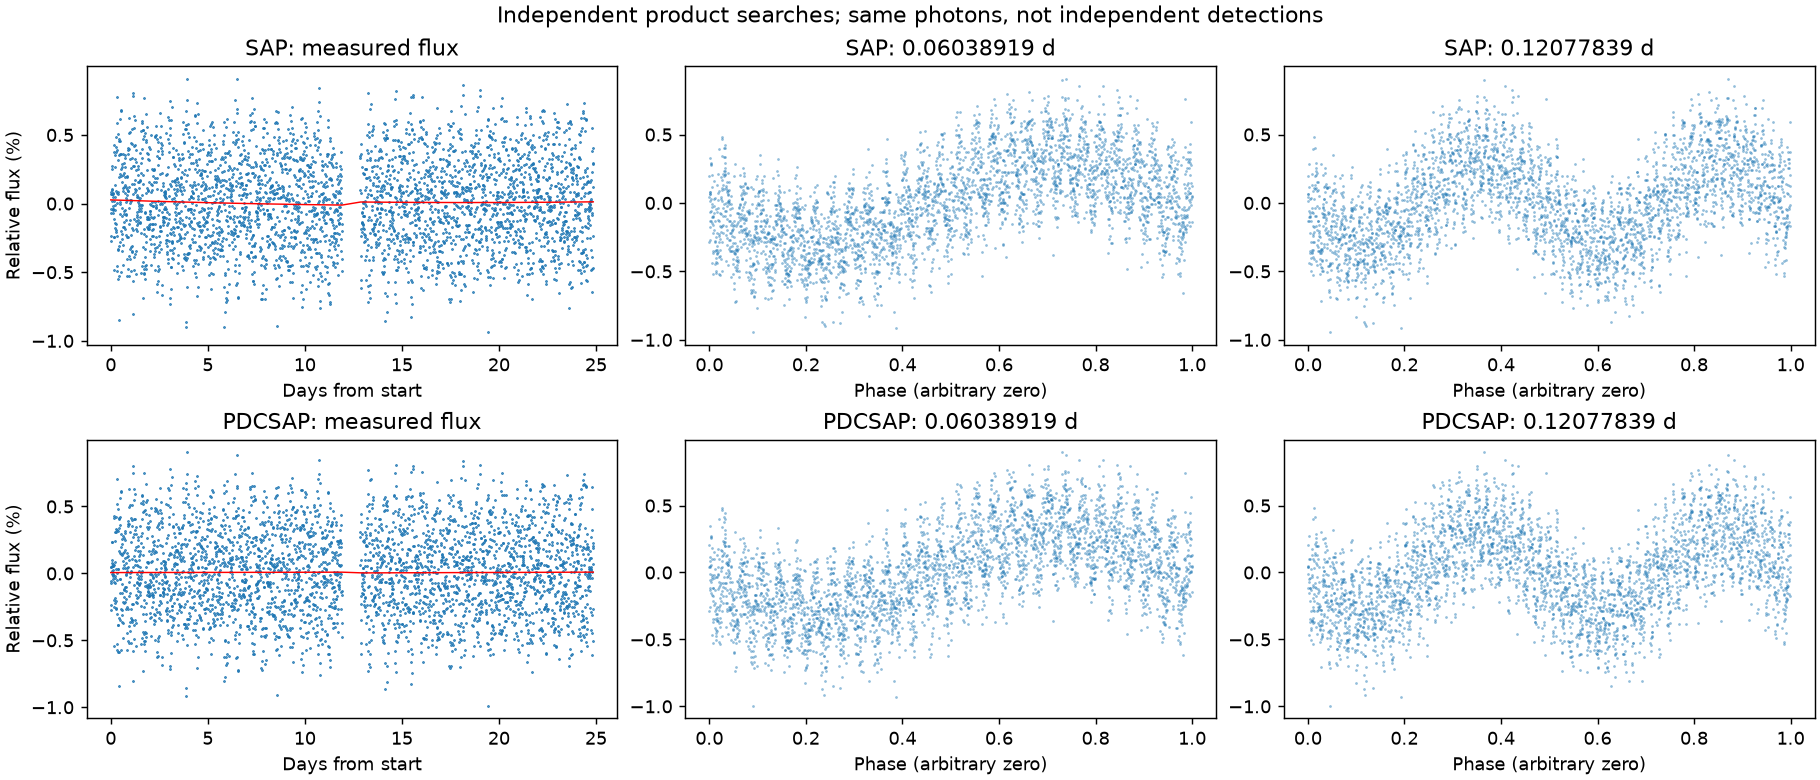 Independent product searches; same photons, not independent detections
SAP: measured flux
SAP: 0.06038919 d
SAP: 0.12077839 d
Relative flux (%)
0.5
0.0
−0.5
−1.0
0 5 10 15 20 25
Days from start
0.5
0.0
−0.5
−1.0
0.0 0.2 0.4 0.6 0.8 1.0
Phase (arbitrary zero)
0.5
0.0
−0.5
−1.0
0.0 0.2 0.4 0.6 0.8 1.0
Phase (arbitrary zero)
PDCSAP: measured flux
PDCSAP: 0.06038919 d
PDCSAP: 0.12077839 d
Relative flux (%)
0.5
0.0
−0.5
−1.0
0 5 10 15 20 25
Days from start
0.5
0.0
−0.5
−1.0
0.0 0.2 0.4 0.6 0.8 1.0
Phase (arbitrary zero)
0.5
0.0
−0.5
−1.0
0.0 0.2 0.4 0.6 0.8 1.0
Phase (arbitrary zero)